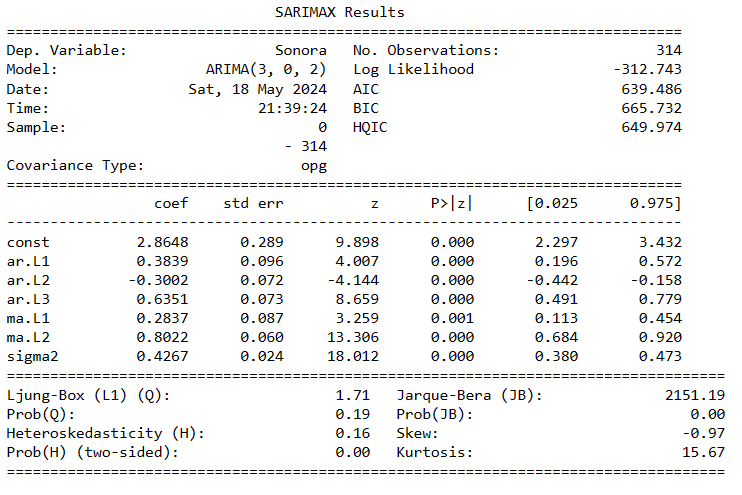 SARIMAX Results
==============================================================================
Dep. Variable:                 Sonora   No. Observations:                  314
Model:                 ARIMA(3, 0, 2)   Log Likelihood                -312.743
Date:                Sat, 18 May 2024   AIC                            639.486
Time:                        21:39:24   BIC                            665.732
Sample:                             0   HQIC                           649.974
                                - 314
Covariance Type:                  opg
==============================================================================
                 coef    std err          z      P>|z|      [0.025      0.975]
------------------------------------------------------------------------------
const          2.8648      0.289      9.898      0.000       2.297       3.432
ar.L1          0.3839      0.096      4.007      0.000       0.196       0.572
ar.L2         -0.3002      0.072     -4.144      0.000      -0.442      -0.158
ar.L3          0.6351      0.073      8.659      0.000       0.491       0.779
ma.L1          0.2837      0.087      3.259      0.001       0.113       0.454
ma.L2          0.8022      0.060     13.306      0.000       0.684       0.920
sigma2         0.4267      0.024     18.012      0.000       0.380       0.473
===================================================================================
Ljung-Box (L1) (Q):                   1.71   Jarque-Bera (JB):              2151.19
Prob(Q):                              0.19   Prob(JB):                         0.00
Heteroskedasticity (H):               0.16   Skew:                            -0.97
Prob(H) (two-sided):                  0.00   Kurtosis:                        15.67
===================================================================================